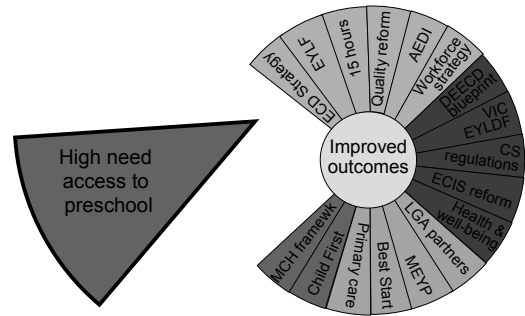 High need
access to
preschool
Improved
outcomes
ECD Strategy
EYLF
15 hours
Quality reform
AEDI
Workforce
strategy
DEECD
blueprint
VIC
EYLDF
CS
regulations
ECIS reform
Health &
well-being
LGA partners
MEYP
Best Start
Primary care
Child First
MCH framewk